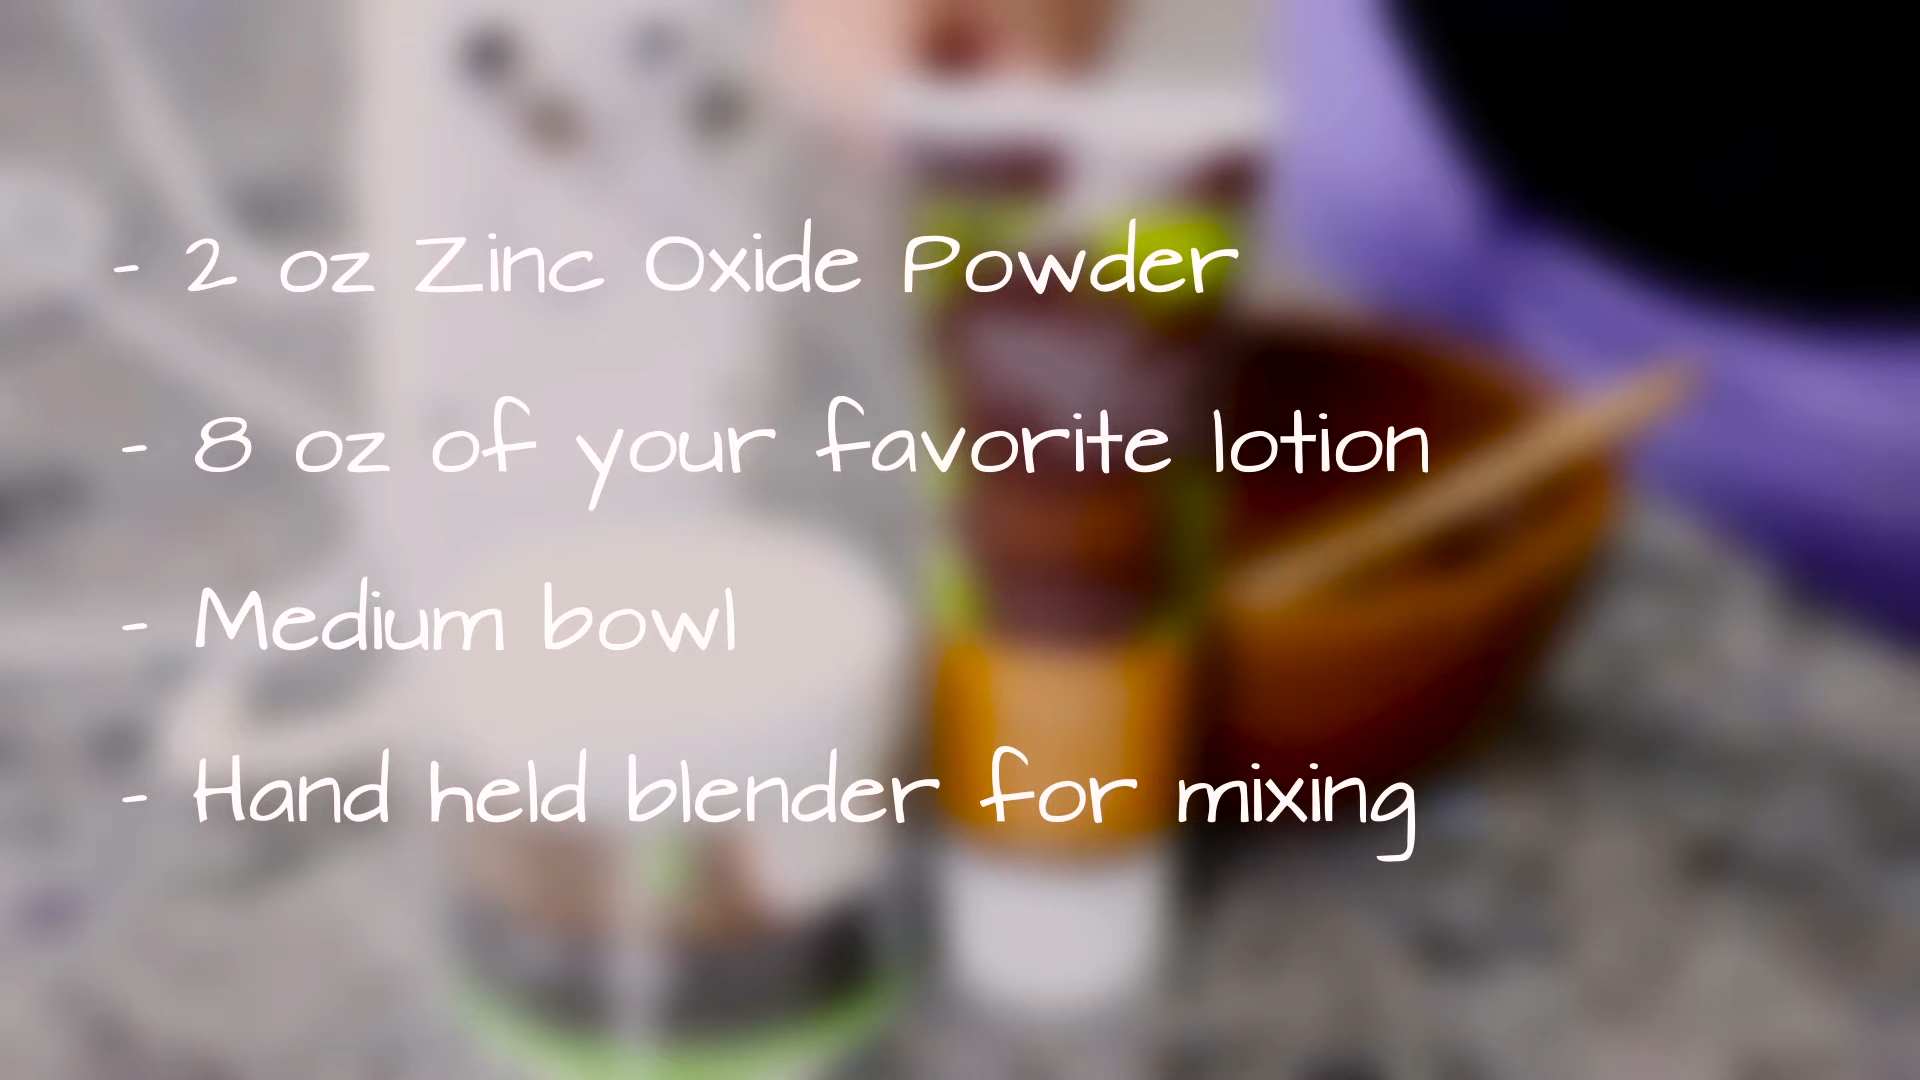 - 2 oz Zinc Oxide Powder
- 8 oz of your favorite lotion
- Medium bowl
- Hand held blender for mixing